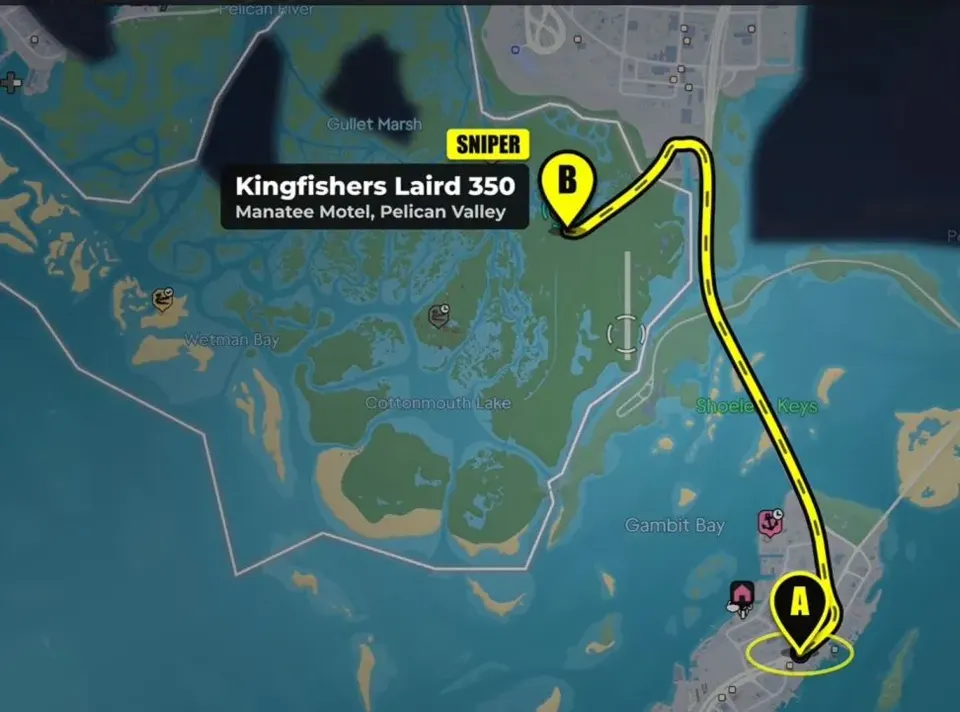 Pelican River
Gullet Marsh
SNIPER
B
Kingfishers Laird 350
Manatee Motel, Pelican Valley
Wetman Bay
Cottonmouth Lake
Keys
Gambit Bay
A